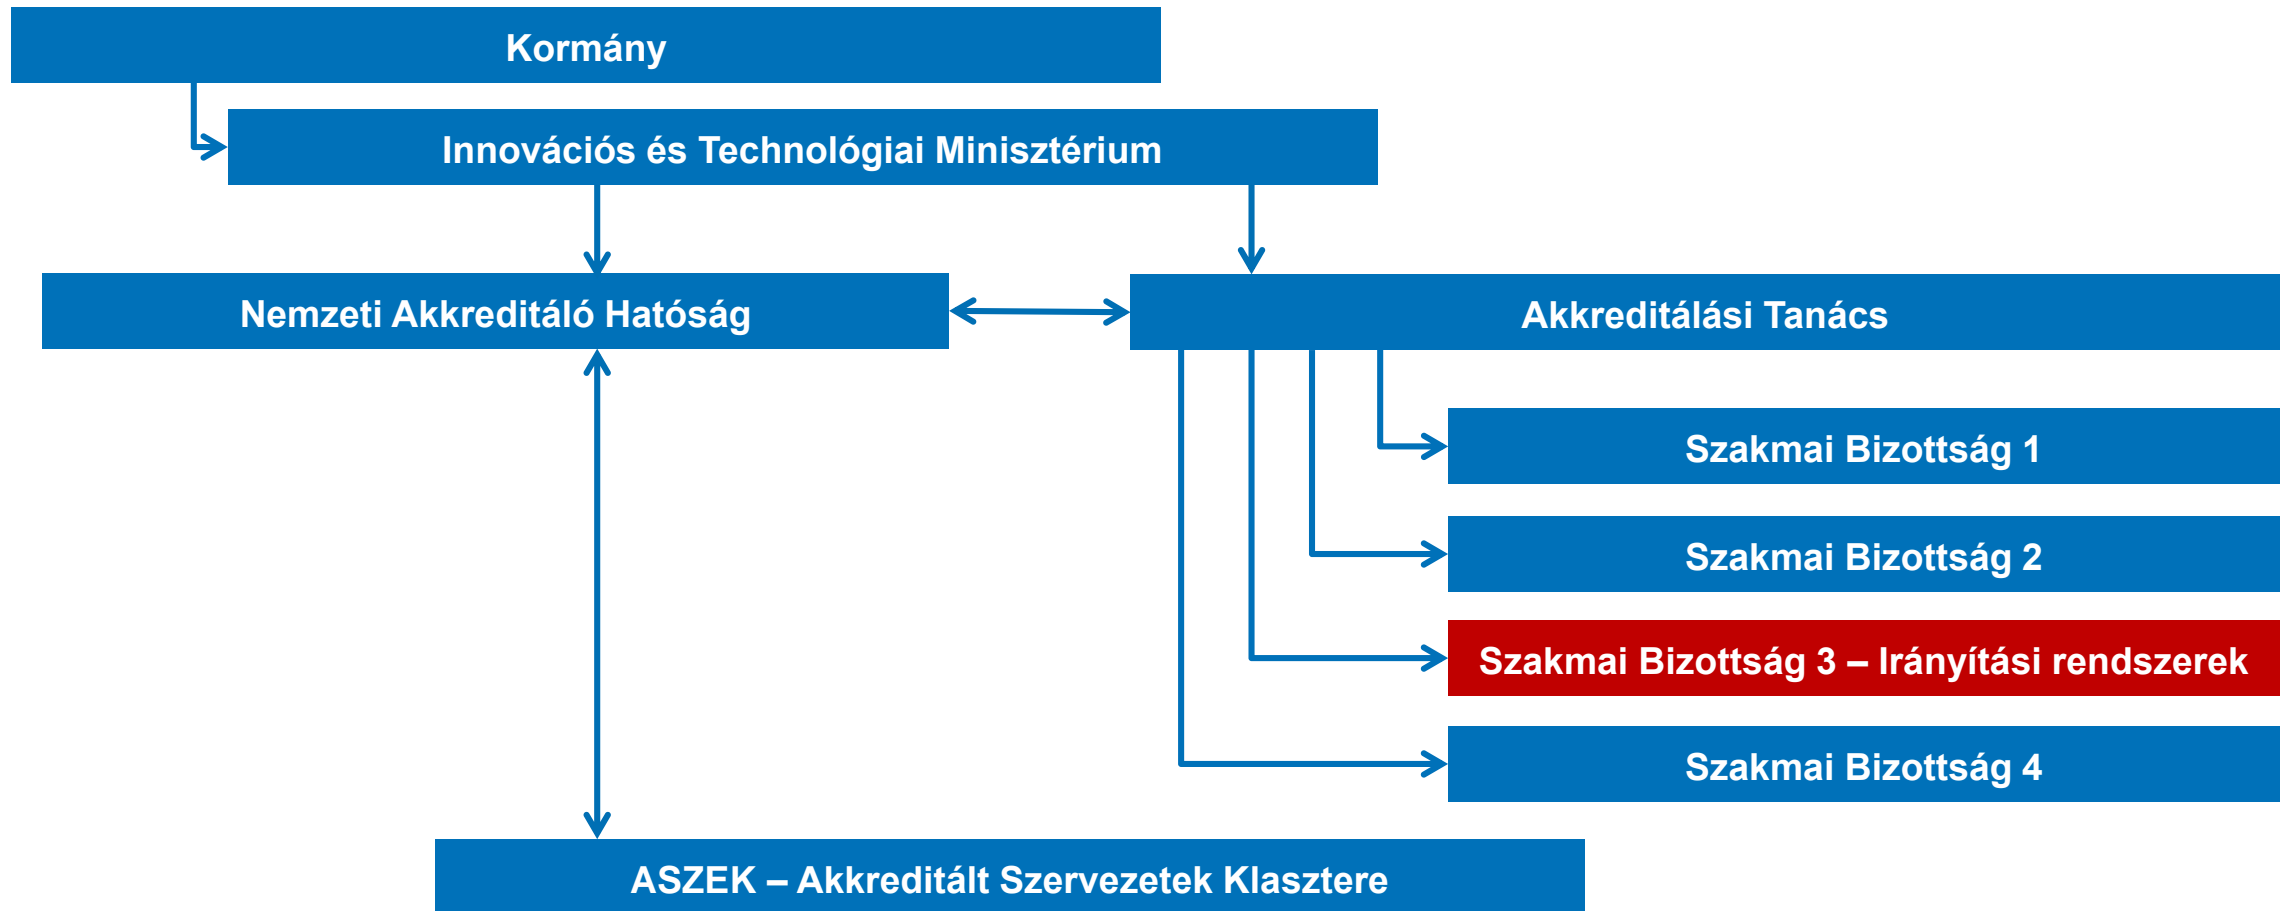 Kormány
Innovációs és Technológiai Minisztérium
Nemzeti Akkreditáló Hatóság
Akkreditálási Tanács
Szakmai Bizottság 1
Szakmai Bizottság 2
Szakmai Bizottság 3 – Irányítási rendszerek
Szakmai Bizottság 4
ASZEK – Akkreditált Szervezetek Klasztere